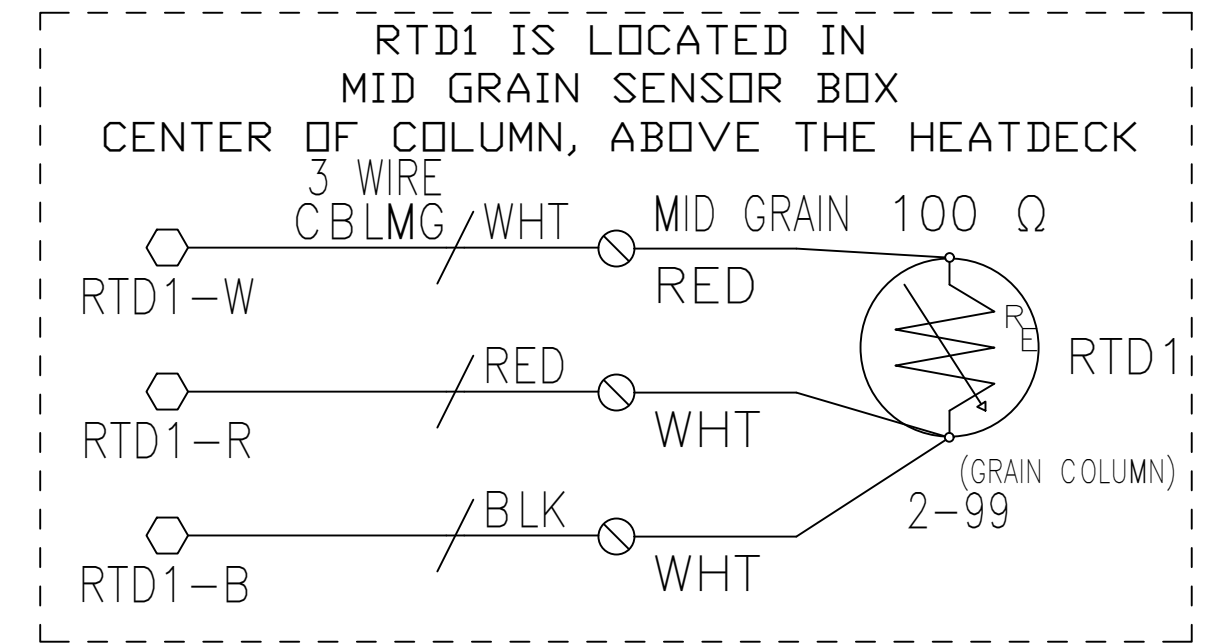 RTD1 IS LOCATED IN
MID GRAIN SENSOR BOX
CENTER OF COLUMN, ABOVE THE HEATDECK
3 WIRE
CBLMG WHT MID GRAIN 100 Ω
RTD1-W RED
R
E
RTD1
RED
RTD1-R WHT
(GRAIN COLUMN)
2-99
BLK
RTD1-B WHT